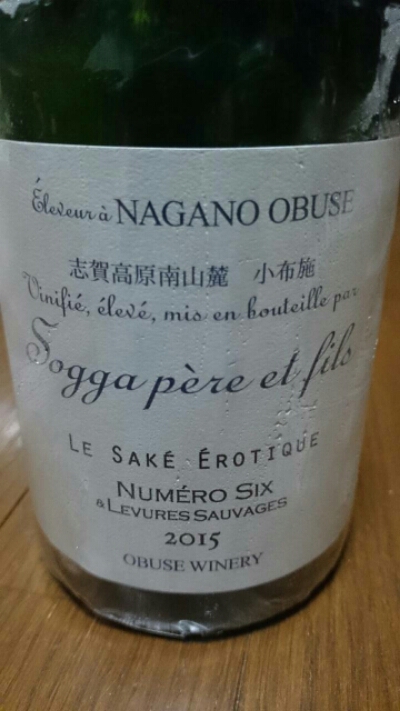 Éleveur à NAGANO OBUSE
志賀高原南山麓 小布施
Vinifié, élevé, mis en bouteille par
Sogga père et fils
LE SAKÉ ÉROTIQUE
NUMÉRO SIX
& LEVURES SAUVAGES
2015
OBUSE WINERY